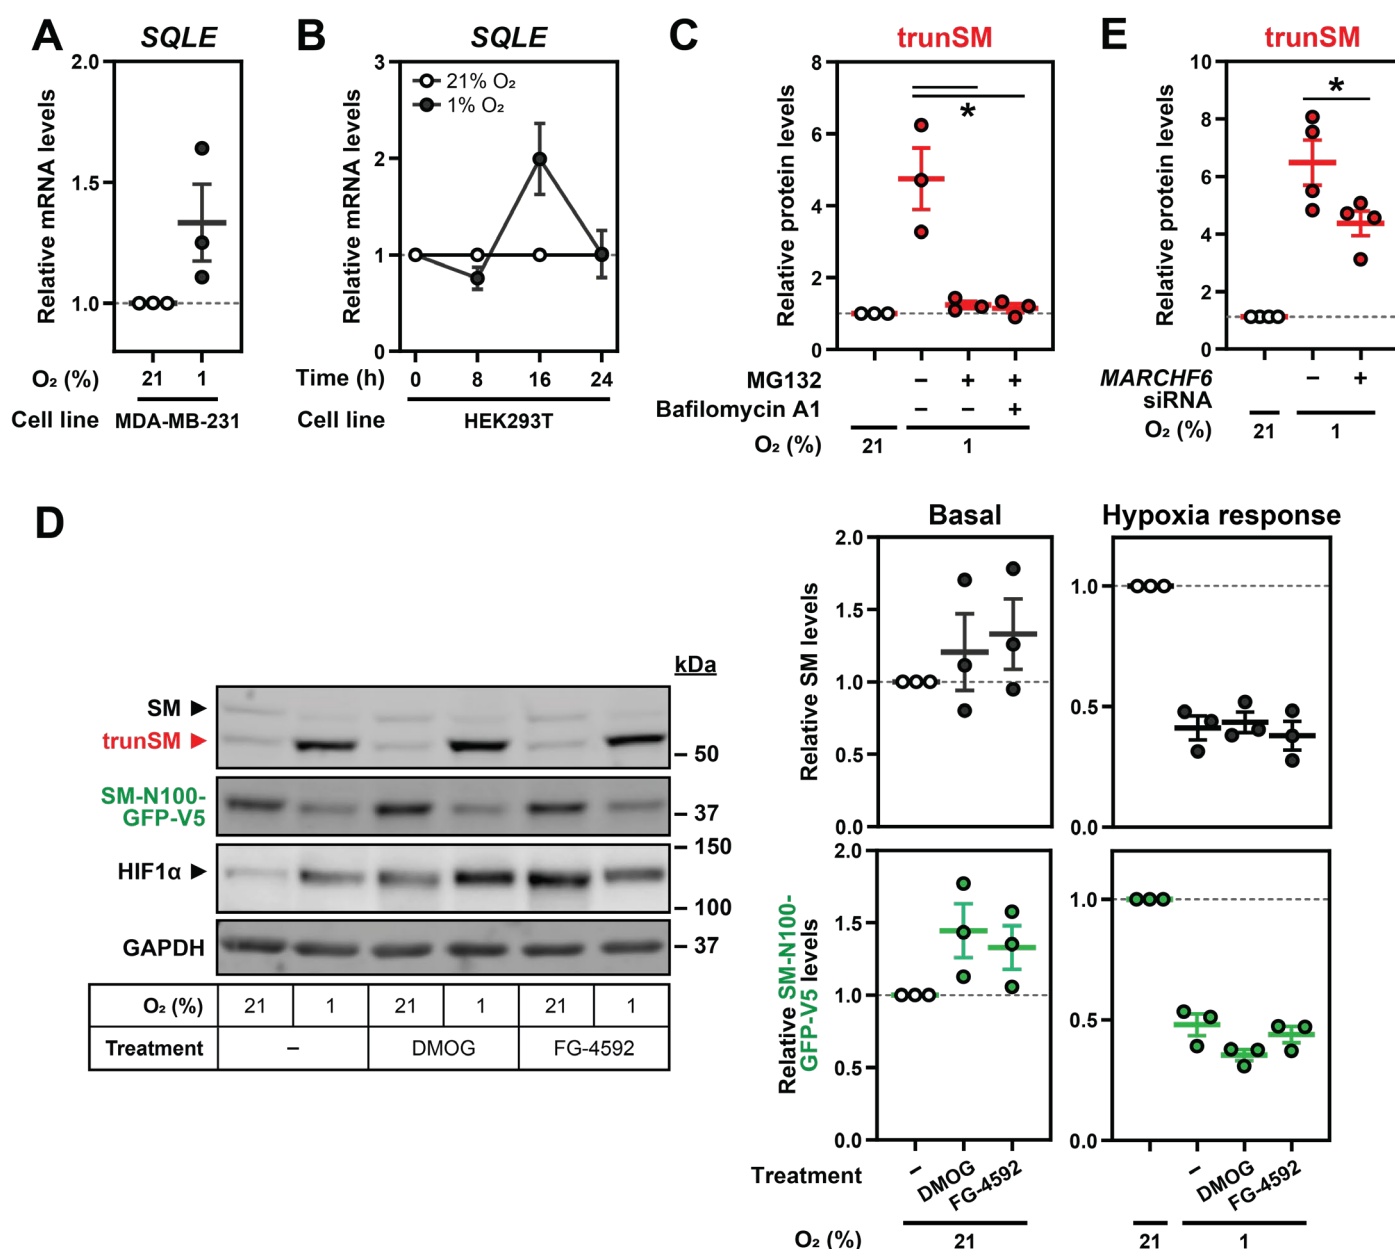 A
SQLE
Relative mRNA levels
2.0
1.5
1.0
O₂ (%)
21
1
Cell line
MDA-MB-231
B
SQLE
Relative mRNA levels
3
2
1
0
21% O₂
1% O₂
Time (h)
0
8
16
24
Cell line
HEK293T
C
trunSM
Relative protein levels
8
6
4
2
0
*
MG132
– + +
Bafilomycin A1
– – +
O₂ (%)
21
1
E
trunSM
Relative protein levels
10
8
6
4
2
0
*
MARCHF6
siRNA
– +
O₂ (%)
21
1
D
kDa
SM
trunSM
– 50
SM-N100-
GFP-V5
– 37
– 150
HIF1α
– 100
GAPDH
– 37
O₂ (%)
21
1
21
1
21
1
Treatment
–
DMOG
FG-4592
Basal
Relative SM levels
2.0
1.5
1.0
0.5
0.0
Hypoxia response
1.0
0.5
0.0
Relative SM-N100-
GFP-V5 levels
2.0
1.5
1.0
0.5
0.0
1.0
0.5
0.0
Treatment
–
DMOG
FG-4592
–
DMOG
FG-4592
O₂ (%)
21
21
1